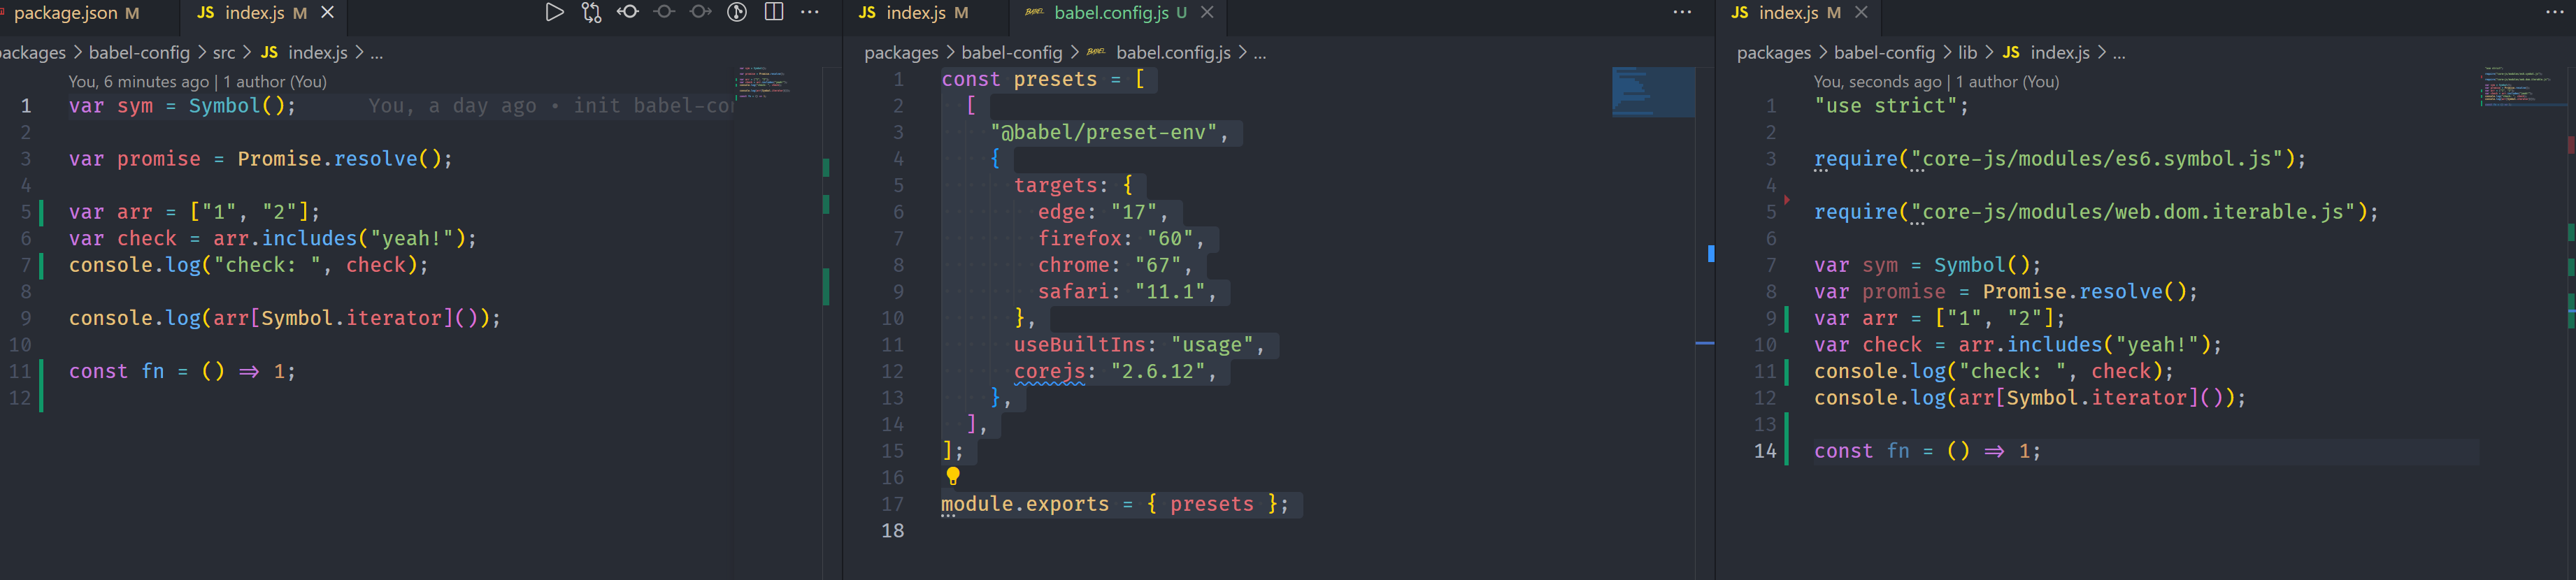 package.json M
JS index.js M
packages > babel-config > src > JS index.js > ...
You, 6 minutes ago | 1 author (You)
1 var sym = Symbol(); You, a day ago • init babel-co
2
3 var promise = Promise.resolve();
4
5 var arr = ["1", "2"];
6 var check = arr.includes("yeah!");
7 console.log("check: ", check);
8
9 console.log(arr[Symbol.iterator]());
10
11 const fn = () => 1;
12
JS index.js M
BABEL babel.config.js U
packages > babel-config > BABEL babel.config.js > ...
1 const presets = [
2 [
3 "@babel/preset-env",
4 {
5 targets: {
6 edge: "17",
7 firefox: "60",
8 chrome: "67",
9 safari: "11.1",
10 },
11 useBuiltIns: "usage",
12 corejs: "2.6.12",
13 },
14 ],
15 ];
16
17 module.exports = { presets };
18
JS index.js M
packages > babel-config > lib > JS index.js > ...
You, seconds ago | 1 author (You)
1 "use strict";
2
3 require("core-js/modules/es6.symbol.js");
4
5 require("core-js/modules/web.dom.iterable.js");
6
7 var sym = Symbol();
8 var promise = Promise.resolve();
9 var arr = ["1", "2"];
10 var check = arr.includes("yeah!");
11 console.log("check: ", check);
12 console.log(arr[Symbol.iterator]());
13
14 const fn = () => 1;